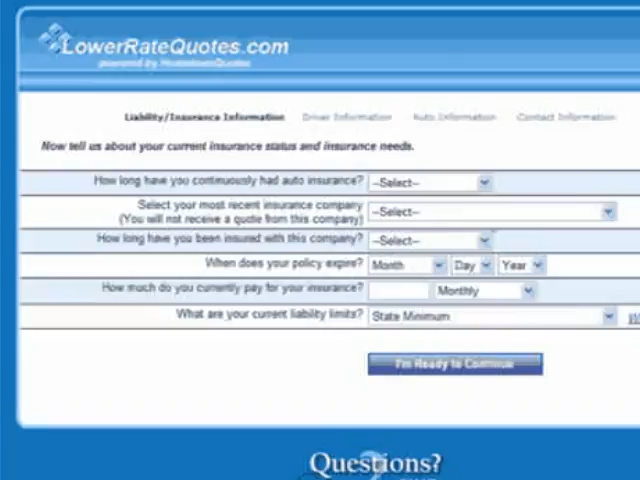 LowerRateQuotes.com
powered by HometownQuotes
Liability/Insurance Information Driver Information Auto Information Contact Information
Now tell us about your current insurance status and insurance needs.
How long have you continuously had auto insurance? --Select--
Select your most recent insurance company
(You will not receive a quote from this company) --Select--
How long have you been insured with this company? --Select--
When does your policy expire? Month Day Year
How much do you currently pay for your insurance? Monthly
What are your current liability limits? State Minimum
I'm Ready to Continue
Questions?